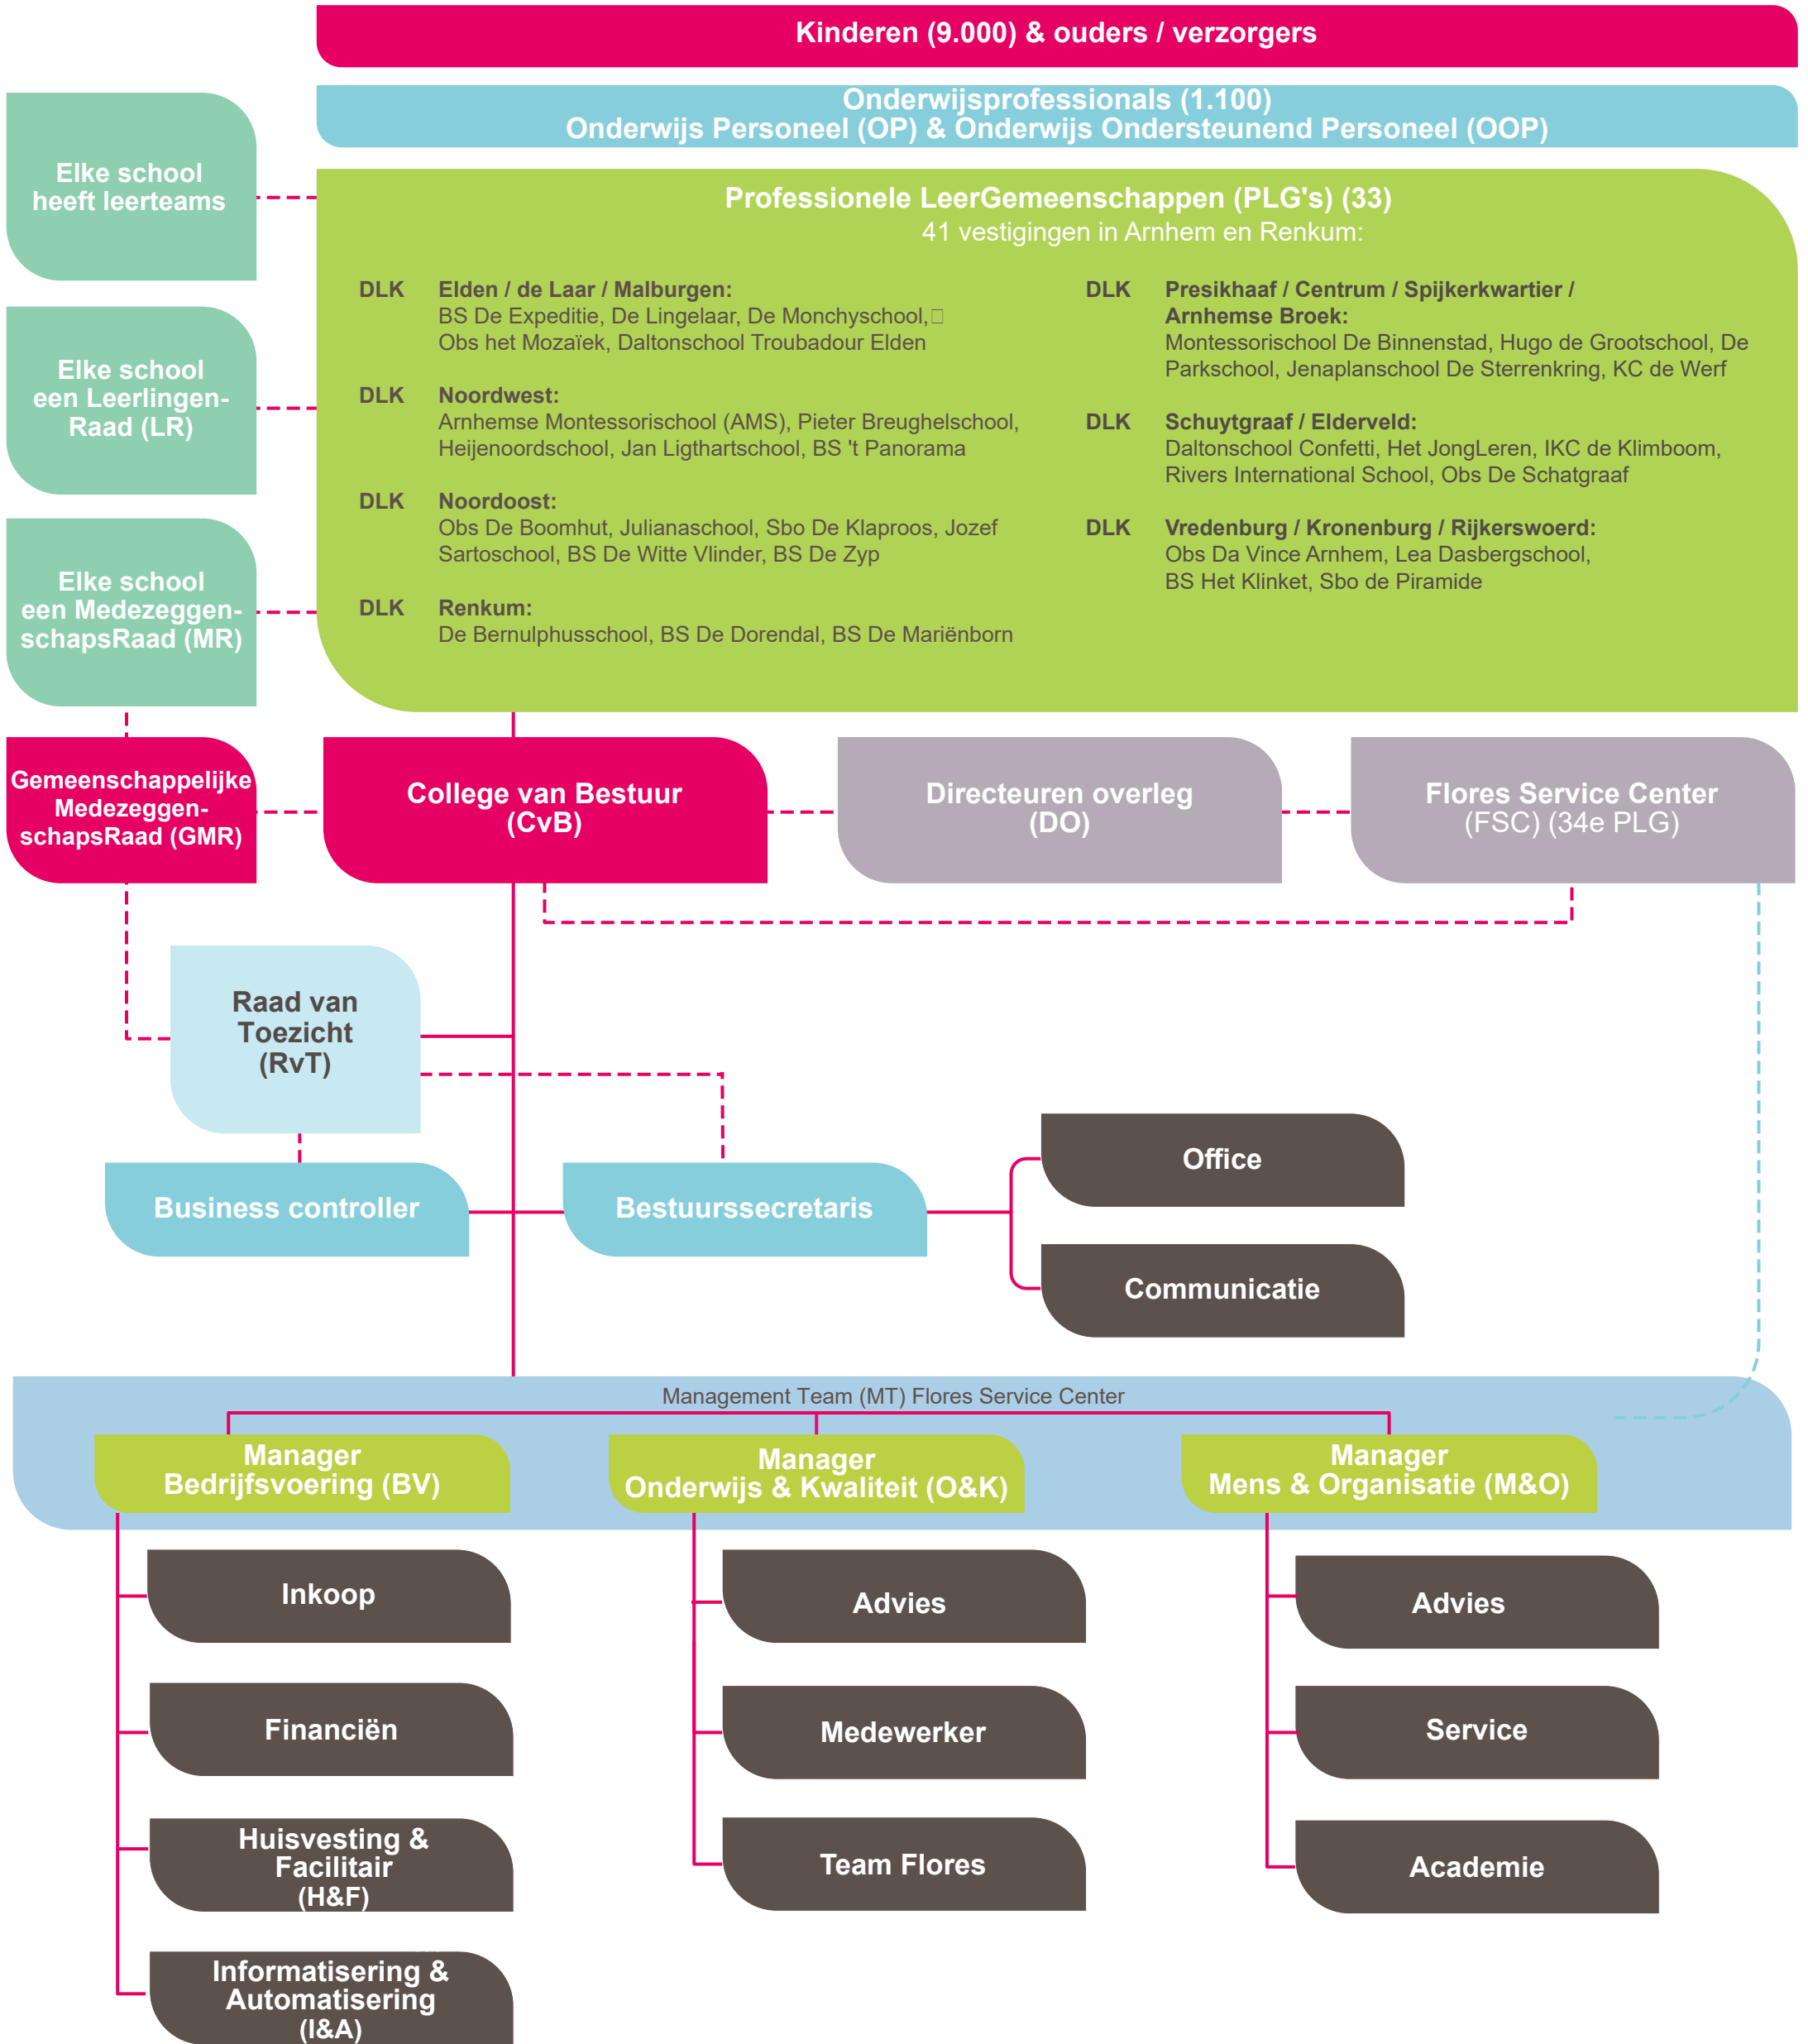 Kinderen (9.000) & ouders / verzorgers
Onderwijsprofessionals (1.100)
Onderwijs Personeel (OP) & Onderwijs Ondersteunend Personeel (OOP)
Elke school
heeft leerteams
Elke school
een Leerlingen-
Raad (LR)
Elke school
een Medezeggen-
schapsRaad (MR)
Professionele LeerGemeenschappen (PLG's) (33)
41 vestigingen in Arnhem en Renkum:
DLK Elden / de Laar / Malburgen:
BS De Expeditie, De Lingelaar, De Monchyschool,□
Obs het Mozaïek, Daltonschool Troubadour Elden
DLK Noordwest:
Arnhemse Montessorischool (AMS), Pieter Breughelschool,
Heijenoordschool, Jan Ligthartschool, BS 't Panorama
DLK Noordoost:
Obs De Boomhut, Julianaschool, Sbo De Klaproos, Jozef
Sartoschool, BS De Witte Vlinder, BS De Zyp
DLK Renkum:
De Bernulphusschool, BS De Dorendal, BS De Mariënborn
DLK Presikhaaf / Centrum / Spijkerkwartier /
Arnhemse Broek:
Montessorischool De Binnenstad, Hugo de Grootschool, De
Parkschool, Jenaplanschool De Sterrenkring, KC de Werf
DLK Schuytgraaf / Elderveld:
Daltonschool Confetti, Het JongLeren, IKC de Klimboom,
Rivers International School, Obs De Schatgraaf
DLK Vredenburg / Kronenburg / Rijkerswoerd:
Obs Da Vince Arnhem, Lea Dasbergschool,
BS Het Klinket, Sbo de Piramide
Gemeenschappelijke
Medezeggen-
schapsRaad (GMR)
College van Bestuur
(CvB)
Directeuren overleg
(DO)
Flores Service Center
(FSC) (34e PLG)
Raad van
Toezicht
(RvT)
Business controller
Bestuurssecretaris
Office
Communicatie
Management Team (MT) Flores Service Center
Manager
Bedrijfsvoering (BV)
Manager
Onderwijs & Kwaliteit (O&K)
Manager
Mens & Organisatie (M&O)
Inkoop
Financiën
Huisvesting &
Facilitair
(H&F)
Informatisering &
Automatisering
(I&A)
Advies
Medewerker
Team Flores
Advies
Service
Academie